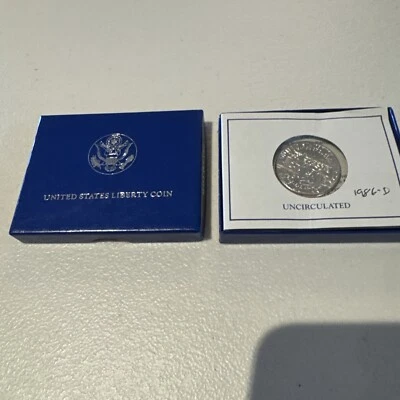 UNITED STATES LIBERTY COIN
UNCIRCULATED
1986-D